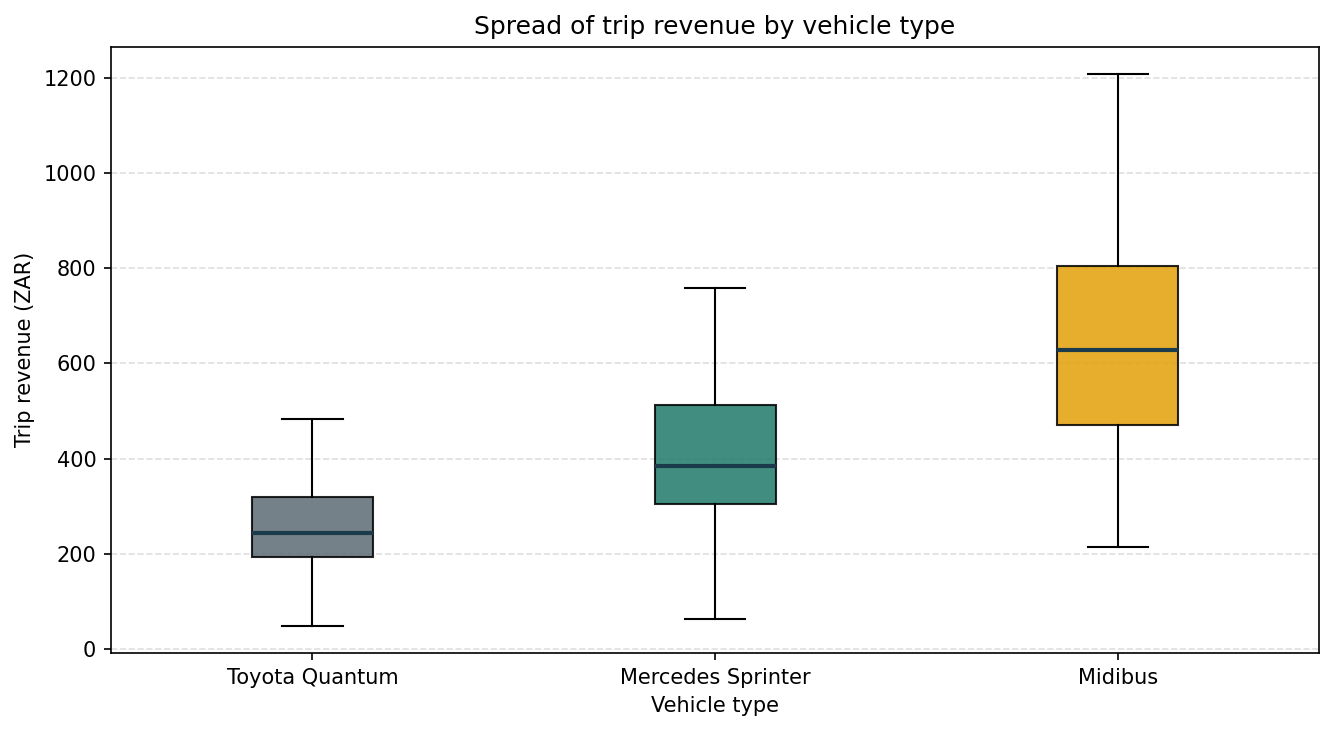 Spread of trip revenue by vehicle type
Trip revenue (ZAR)
1200
1000
800
600
400
200
0
Toyota Quantum
Mercedes Sprinter
Midibus
Vehicle type